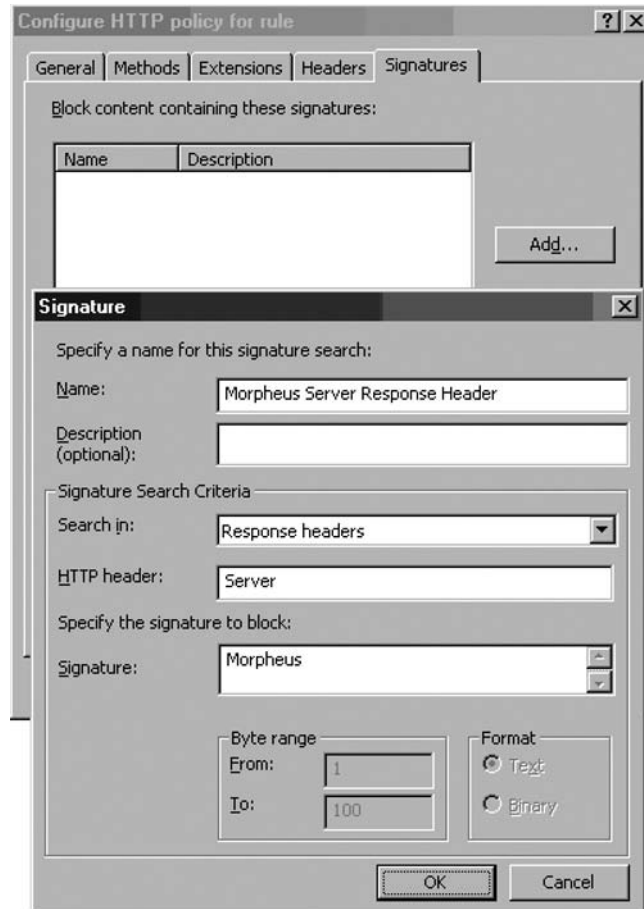 Configure HTTP policy for rule
General Methods Extensions Headers Signatures
Block content containing these signatures:
Name Description
Add...
Signature
Specify a name for this signature search:
Name: Morpheus Server Response Header
Description (optional):
Signature Search Criteria
Search in: Response headers
HTTP header: Server
Specify the signature to block:
Signature: Morpheus
Byte range
From: 1
To: 100
Format
Text
Binary
OK Cancel